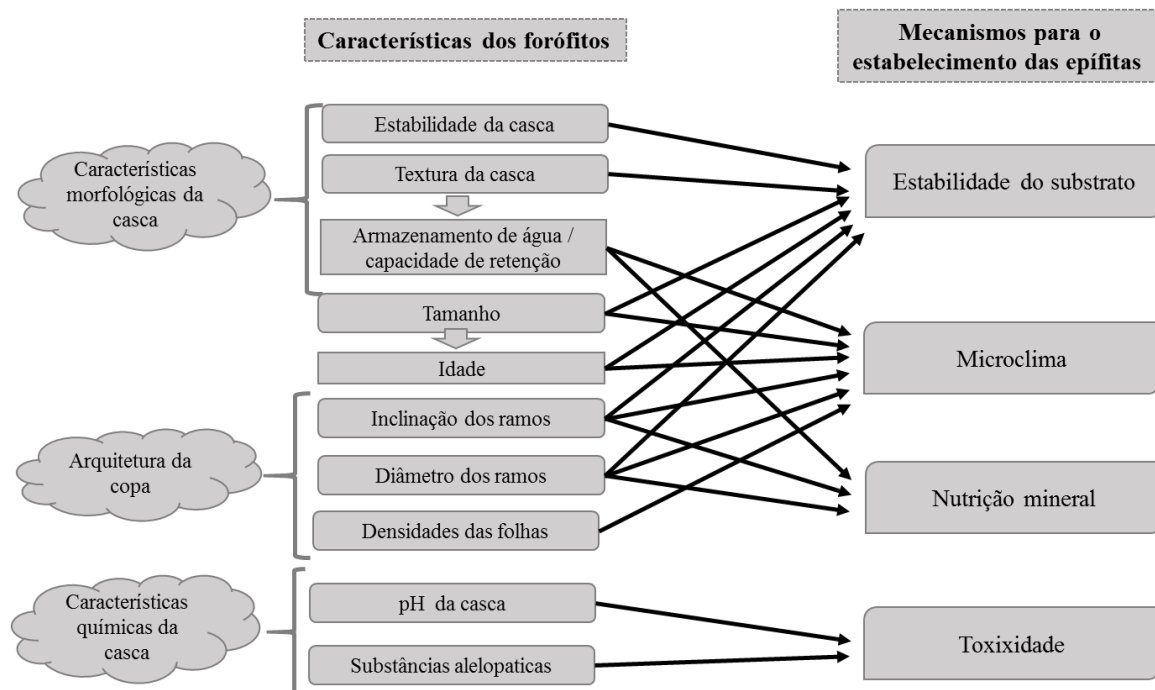 Características dos forófitos
Mecanismos para o
estabelecimento das epífitas
Características
morfológicas da
casca
Estabilidade da casca
Textura da casca
Armazenamento de água /
capacidade de retenção
Tamanho
Idade
Arquitetura da
copa
Inclinação dos ramos
Diâmetro dos ramos
Densidades das folhas
Características
químicas da
casca
pH da casca
Substâncias alelopaticas
Estabilidade do substrato
Microclima
Nutrição mineral
Toxixidade